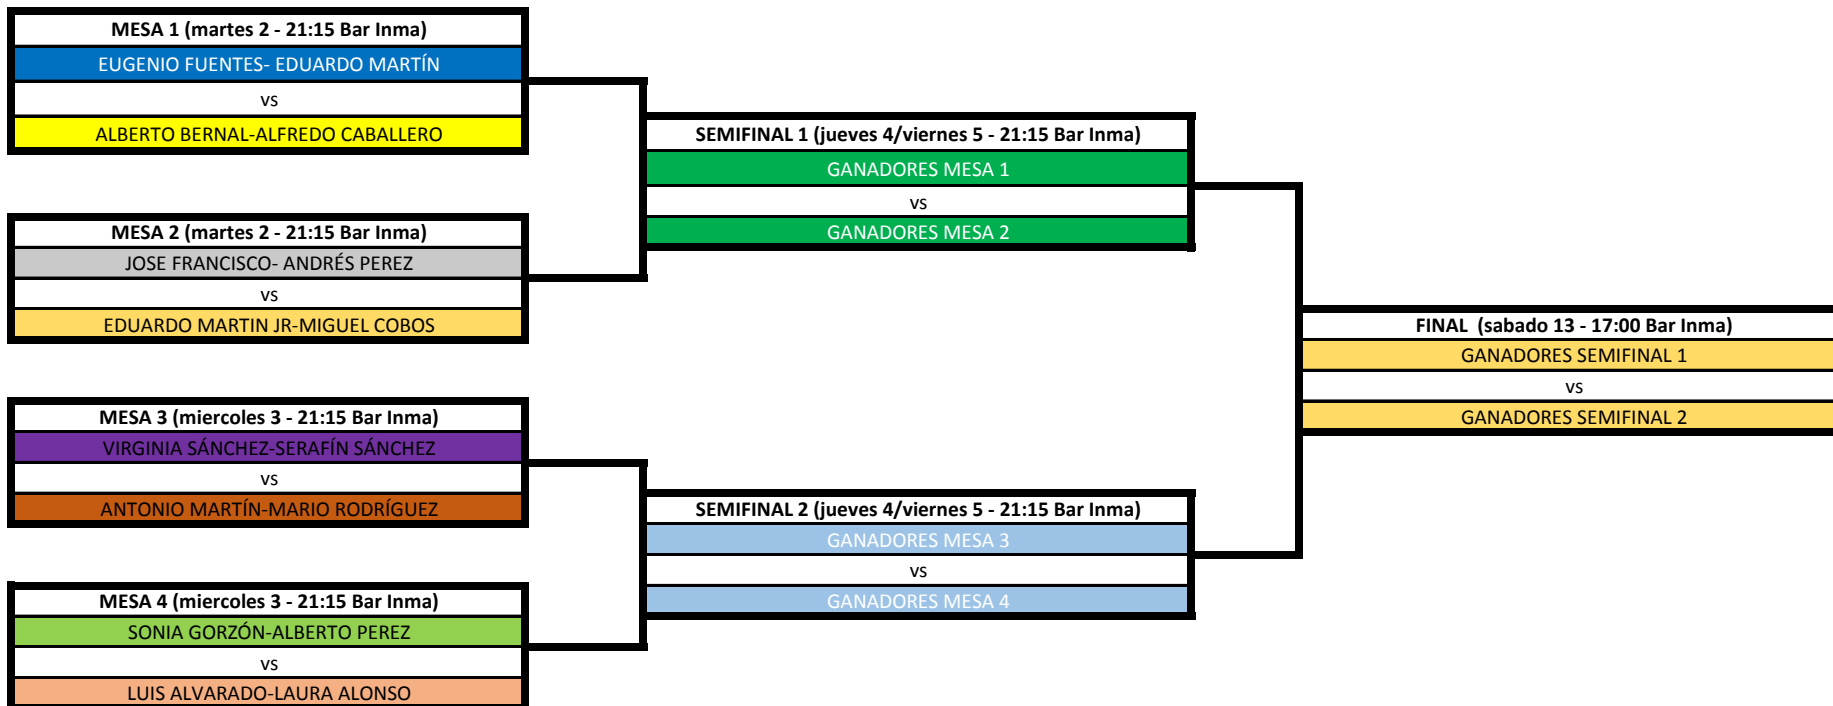 MESA 1 (martes 2 - 21:15 Bar Inma)
EUGENIO FUENTES- EDUARDO MARTÍN
vs
ALBERTO BERNAL-ALFREDO CABALLERO
MESA 2 (martes 2 - 21:15 Bar Inma)
JOSE FRANCISCO- ANDRÉS PEREZ
vs
EDUARDO MARTIN JR-MIGUEL COBOS
MESA 3 (miercoles 3 - 21:15 Bar Inma)
VIRGINIA SÁNCHEZ-SERAFÍN SÁNCHEZ
vs
ANTONIO MARTÍN-MARIO RODRÍGUEZ
MESA 4 (miercoles 3 - 21:15 Bar Inma)
SONIA GORZÓN-ALBERTO PEREZ
vs
LUIS ALVARADO-LAURA ALONSO
SEMIFINAL 1 (jueves 4/viernes 5 - 21:15 Bar Inma)
GANADORES MESA 1
vs
GANADORES MESA 2
SEMIFINAL 2 (jueves 4/viernes 5 - 21:15 Bar Inma)
GANADORES MESA 3
vs
GANADORES MESA 4
FINAL  (sabado 13 - 17:00 Bar Inma)
GANADORES SEMIFINAL 1
vs
GANADORES SEMIFINAL 2